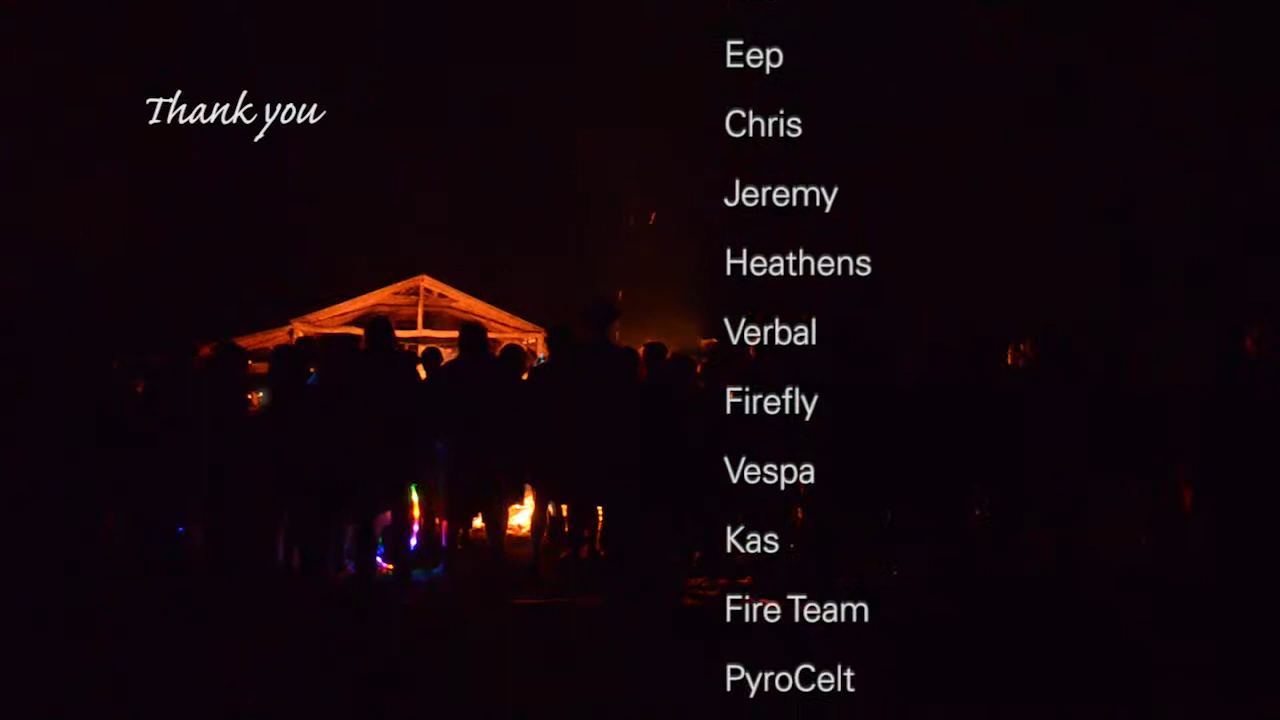 Thank you
Eep
Chris
Jeremy
Heathens
Verbal
Firefly
Vespa
Kas
Fire Team
PyroCelt